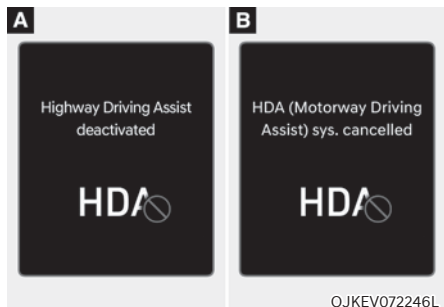 A
Highway Driving Assist
deactivated
HDA
B
HDA (Motorway Driving
Assist) sys. cancelled
HDA
OJKEV072246L